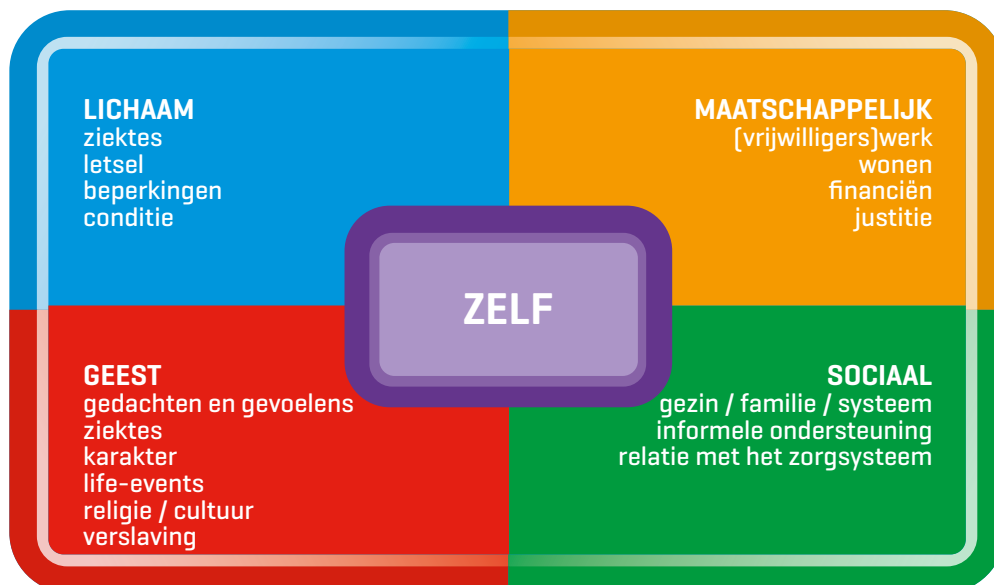 LICHAAM
ziektes
letsel
beperkingen
conditie
MAATSCHAPPELIJK
(vrijwilligers)werk
wonen
financiën
justitie
ZELF
GEEST
gedachten en gevoelens
ziektes
karakter
life-events
religie / cultuur
verslaving
SOCIAAL
gezin / familie / systeem
informele ondersteuning
relatie met het zorgsysteem